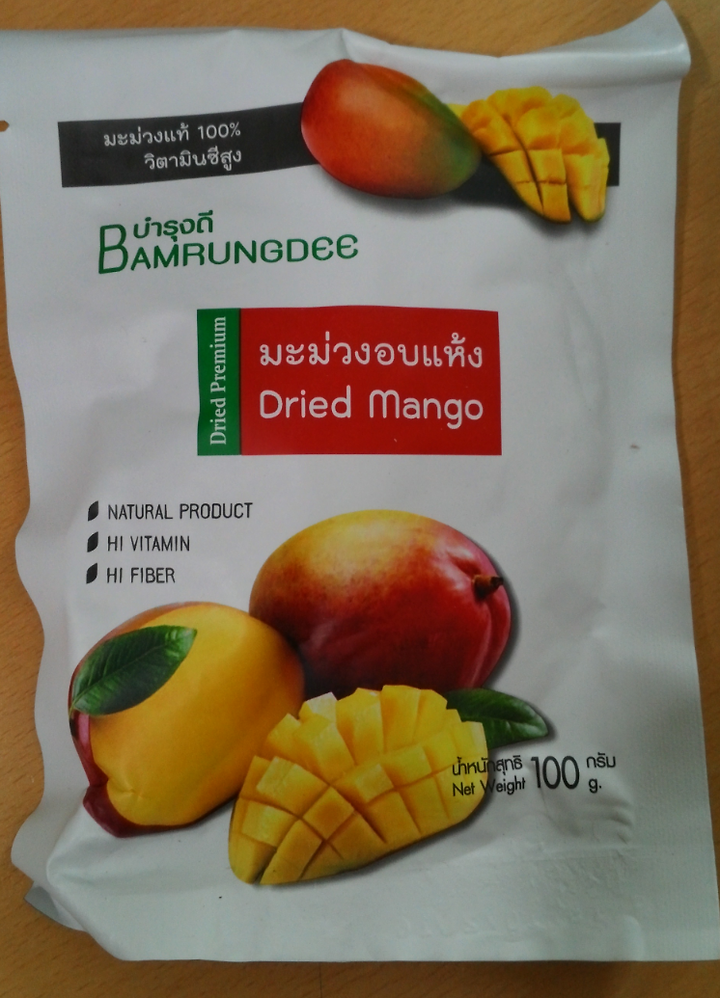 มะม่วงแท้ 100%
วิตามินซีสูง
บำรุงดี
BAMRUNGDEE
Dried Premium
มะม่วงอบแห้ง
Dried Mango
NATURAL PRODUCT
HI VITAMIN
HI FIBER
น้ำหนักสุทธิ 100 กรัม
Net Weight g.